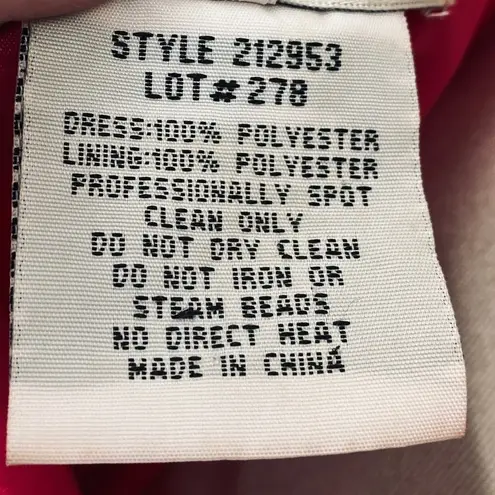 STYLE 212953
LOT# 278
DRESS:100% POLYESTER
LINING:100% POLYESTER
PROFESSIONALLY SPOT
CLEAN ONLY
DO NOT DRY CLEAN
DO NOT IRON OR
STEAM BEADS
NO DIRECT HEAT
MADE IN CHINA